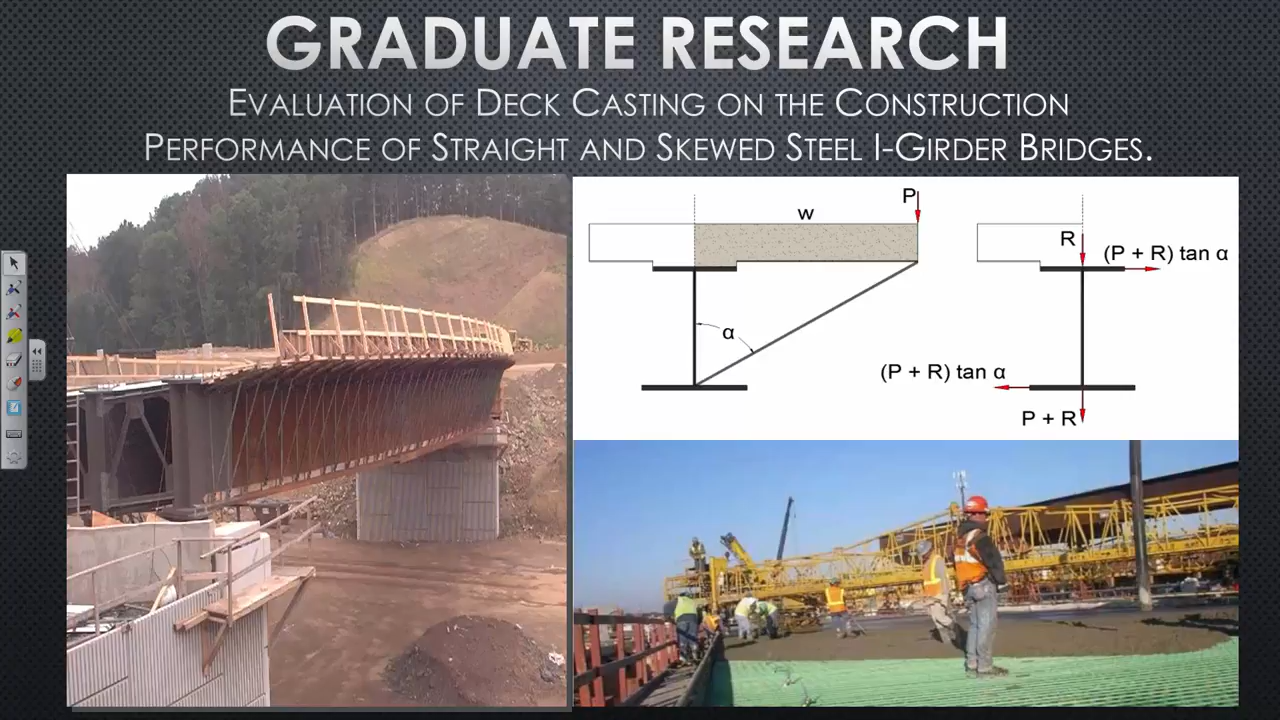 GRADUATE RESEARCH
EVALUATION OF DECK CASTING ON THE CONSTRUCTION
PERFORMANCE OF STRAIGHT AND SKEWED STEEL I-GIRDER BRIDGES.
P
w
R
(P + R) tan α
α
(P + R) tan α
P + R